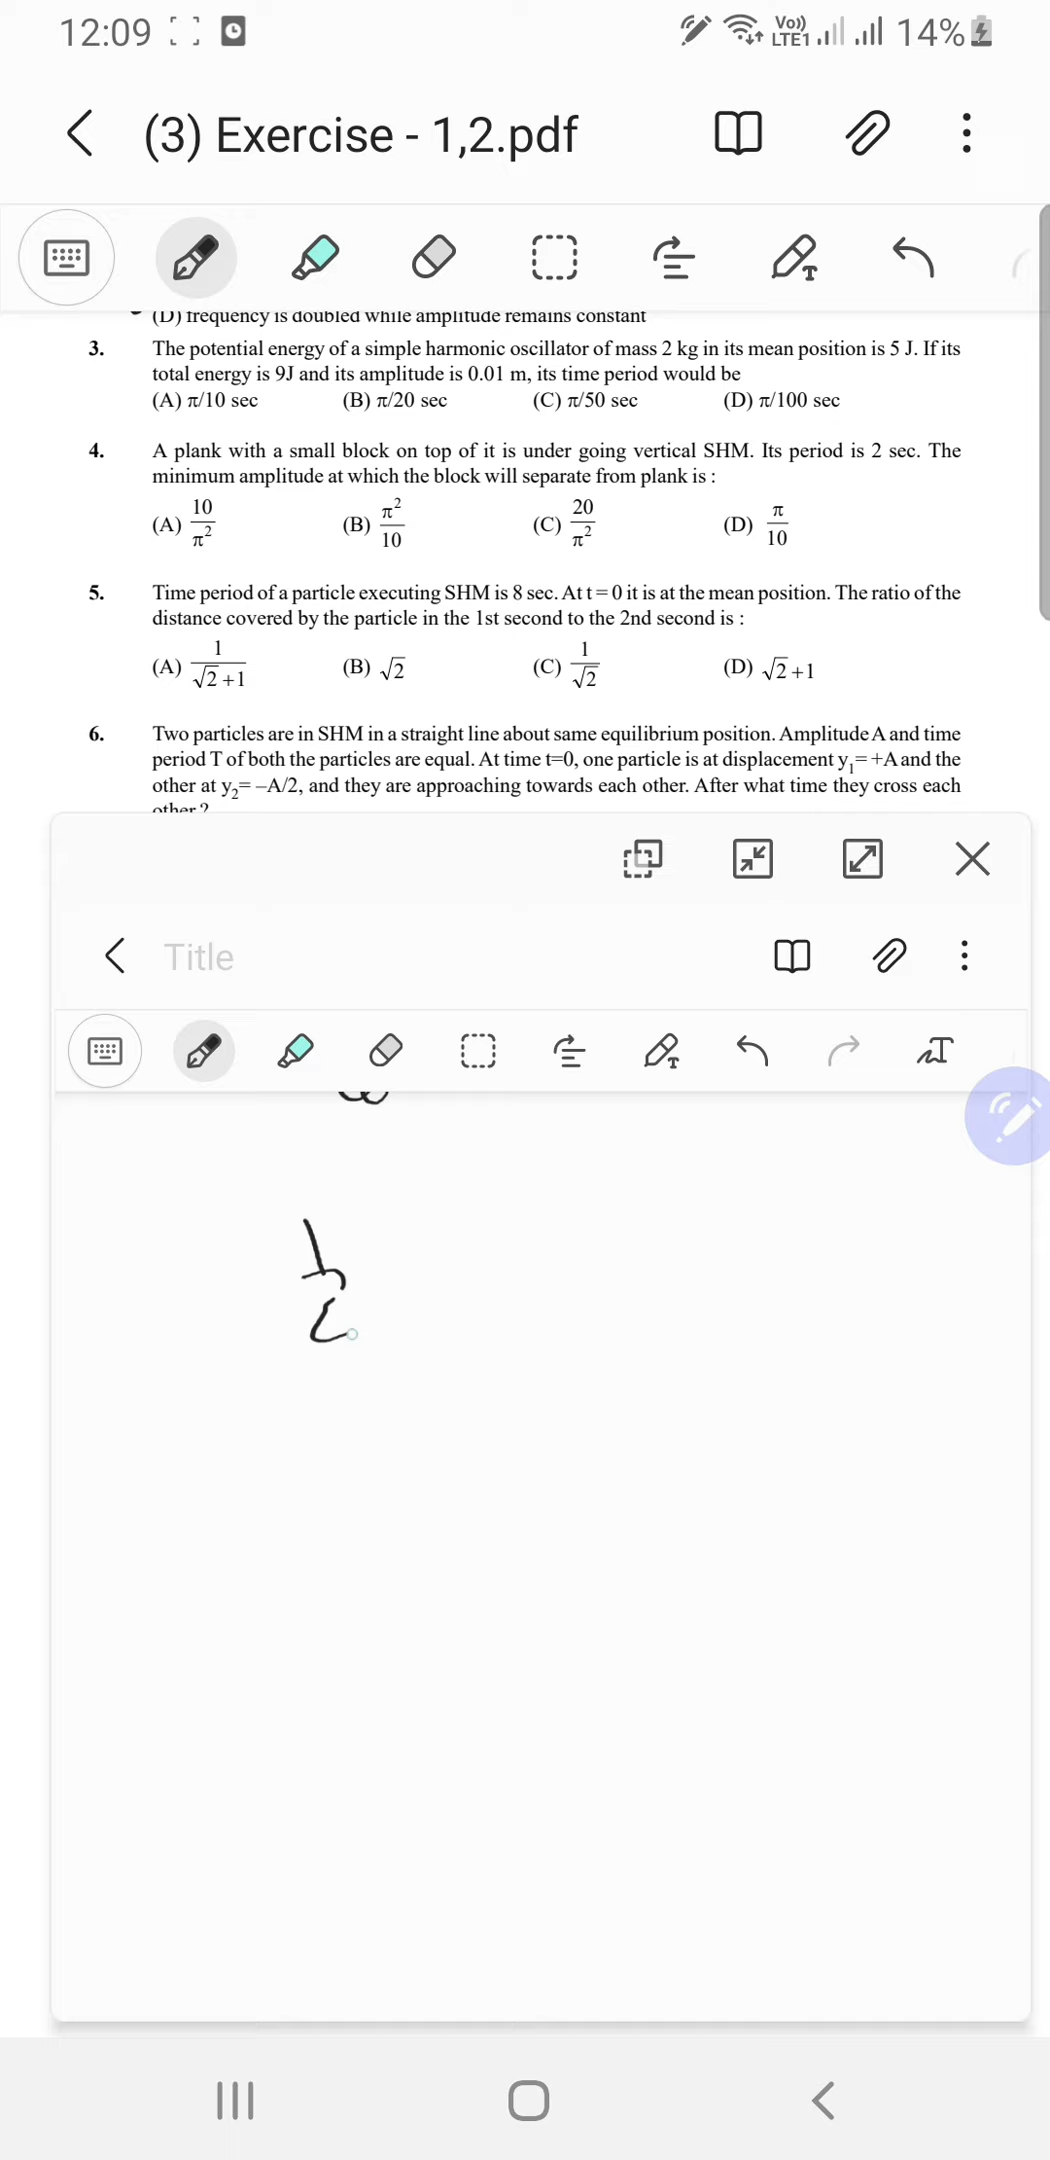 12:09 Vo)) LTE1 14%
(3) Exercise - 1,2.pdf
(D) frequency is doubled while amplitude remains constant
3. The potential energy of a simple harmonic oscillator of mass 2 kg in its mean position is 5 J. If its
total energy is 9J and its amplitude is 0.01 m, its time period would be
(A) π/10 sec (B) π/20 sec (C) π/50 sec (D) π/100 sec
4. A plank with a small block on top of it is under going vertical SHM. Its period is 2 sec. The
minimum amplitude at which the block will separate from plank is :
(A) 10/π² (B) π²/10 (C) 20/π² (D) π/10
5. Time period of a particle executing SHM is 8 sec. At t = 0 it is at the mean position. The ratio of the
distance covered by the particle in the 1st second to the 2nd second is :
(A) 1/√2+1 (B) √2 (C) 1/√2 (D) √2+1
6. Two particles are in SHM in a straight line about same equilibrium position. Amplitude A and time
period T of both the particles are equal. At time t=0, one particle is at displacement y₁= +A and the
other at y₂= –A/2, and they are approaching towards each other. After what time they cross each
other ?
Title